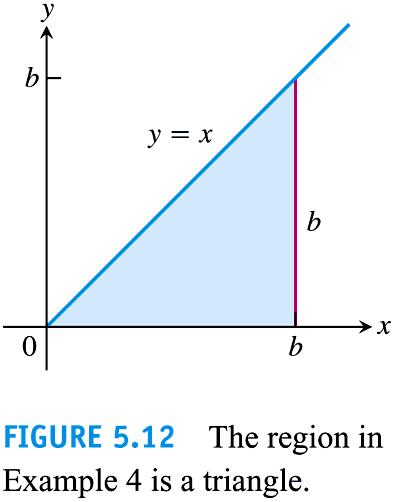 y
b
y = x
b
0
b
x
FIGURE 5.12 The region in
Example 4 is a triangle.